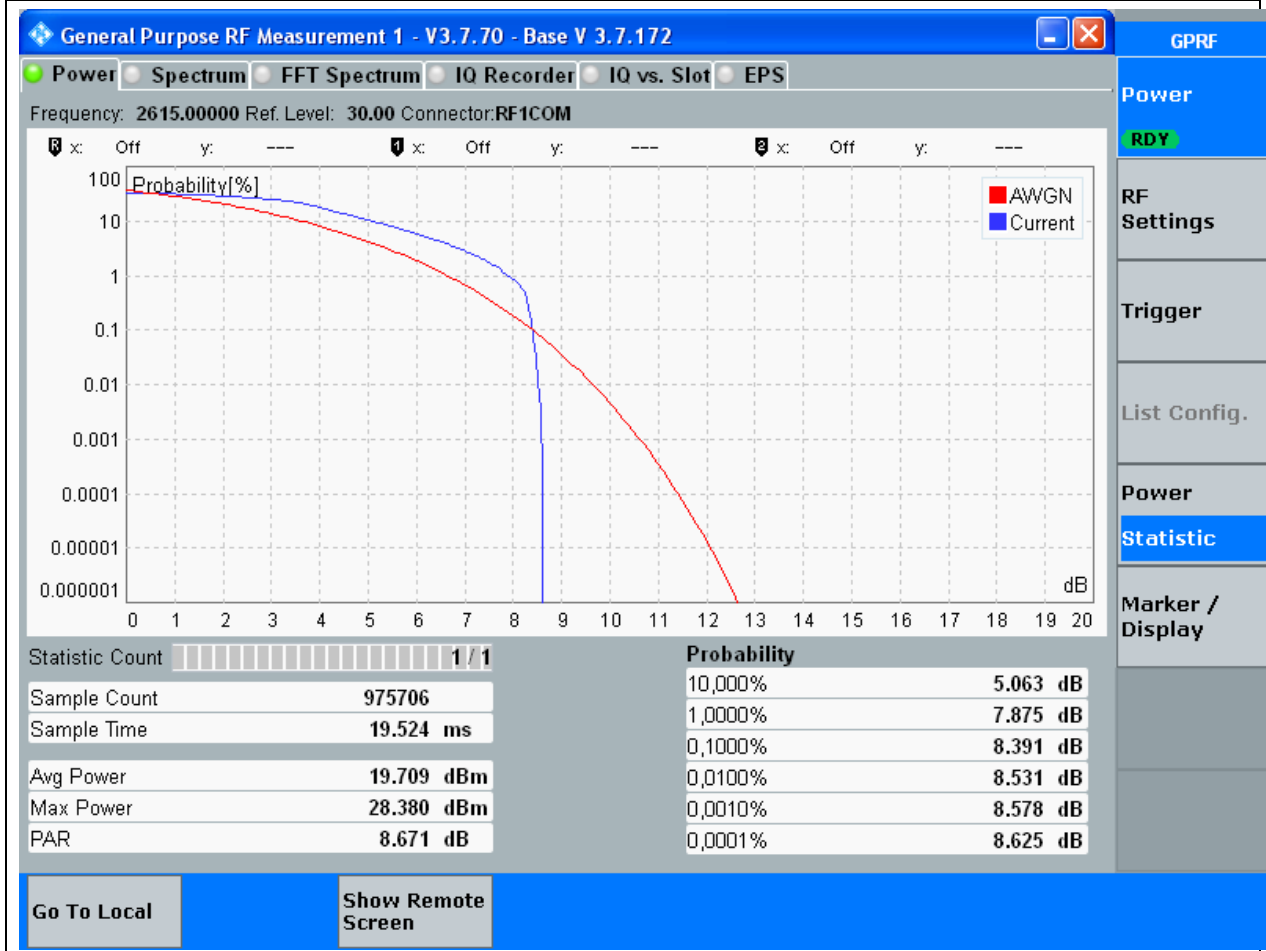 General Purpose RF Measurement 1 - V3.7.70 - Base V 3.7.172
GPRF
Power Spectrum FFT Spectrum IQ Recorder IQ vs. Slot EPS
Frequency: 2615.00000 Ref. Level: 30.00 Connector:RF1COM
R x: Off y: --- 1 x: Off y: --- 2 x: Off y: ---
Probability[%]
100
10
1
0.1
0.01
0.001
0.0001
0.00001
0.000001
AWGN
Current
dB
0 1 2 3 4 5 6 7 8 9 10 11 12 13 14 15 16 17 18 19 20
Statistic Count 1 / 1
Sample Count 975706
Sample Time 19.524 ms
Avg Power 19.709 dBm
Max Power 28.380 dBm
PAR 8.671 dB
Probability
10,000% 5.063 dB
1,0000% 7.875 dB
0,1000% 8.391 dB
0,0100% 8.531 dB
0,0010% 8.578 dB
0,0001% 8.625 dB
Power
RDY
RF
Settings
Trigger
List Config.
Power
Statistic
Marker /
Display
Go To Local
Show Remote
Screen